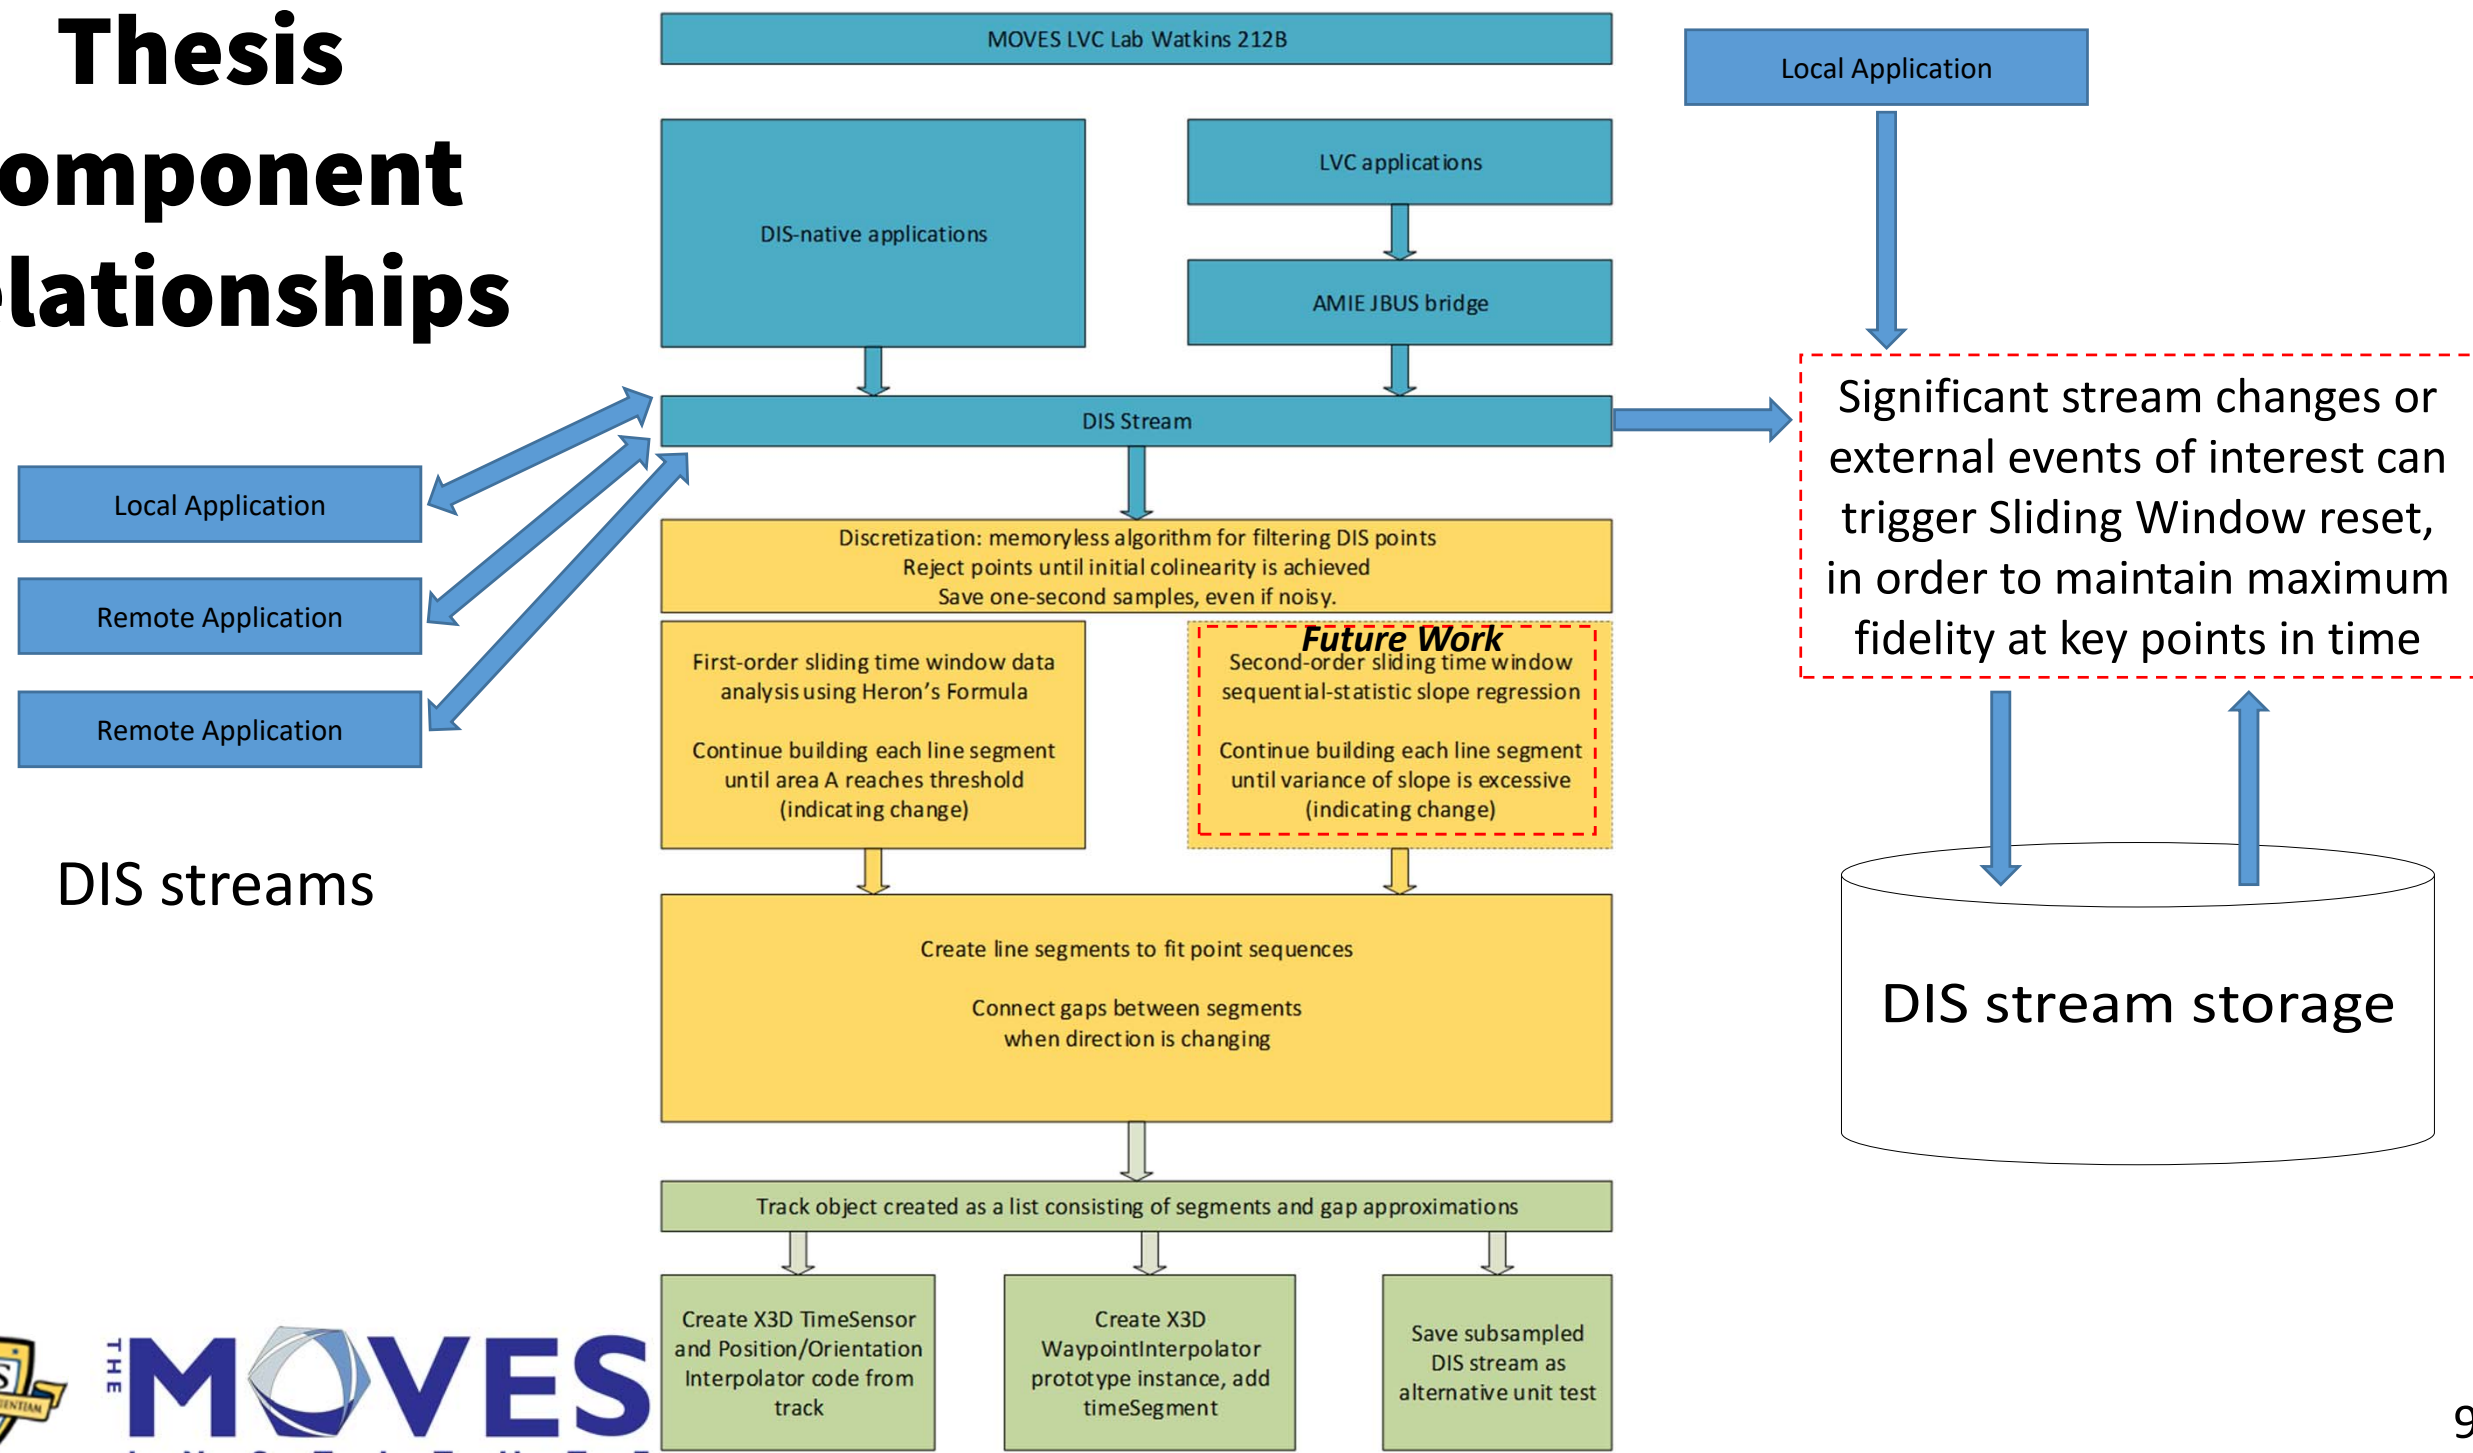 Thesis
omponent
elationships
MOVES LVC Lab Watkins 212B
Local Application
DIS-native applications
LVC applications
AMIE JBUS bridge
DIS Stream
Local Application
Remote Application
Remote Application
DIS streams
Significant stream changes or
external events of interest can
trigger Sliding Window reset,
in order to maintain maximum
fidelity at key points in time
Discretization: memoryless algorithm for filtering DIS points
Reject points until initial colinearity is achieved
Save one-second samples, even if noisy.
First-order sliding time window data
analysis using Heron's Formula
Continue building each line segment
until area A reaches threshold
(indicating change)
Future Work
Second-order sliding time window
sequential-statistic slope regression
Continue building each line segment
until variance of slope is excessive
(indicating change)
Create line segments to fit point sequences
Connect gaps between segments
when direction is changing
DIS stream storage
Track object created as a list consisting of segments and gap approximations
Create X3D TimeSensor
and Position/Orientation
Interpolator code from
track
Create X3D
WaypointInterpolator
prototype instance, add
timeSegment
Save subsampled
DIS stream as
alternative unit test
THE
MOVES
9